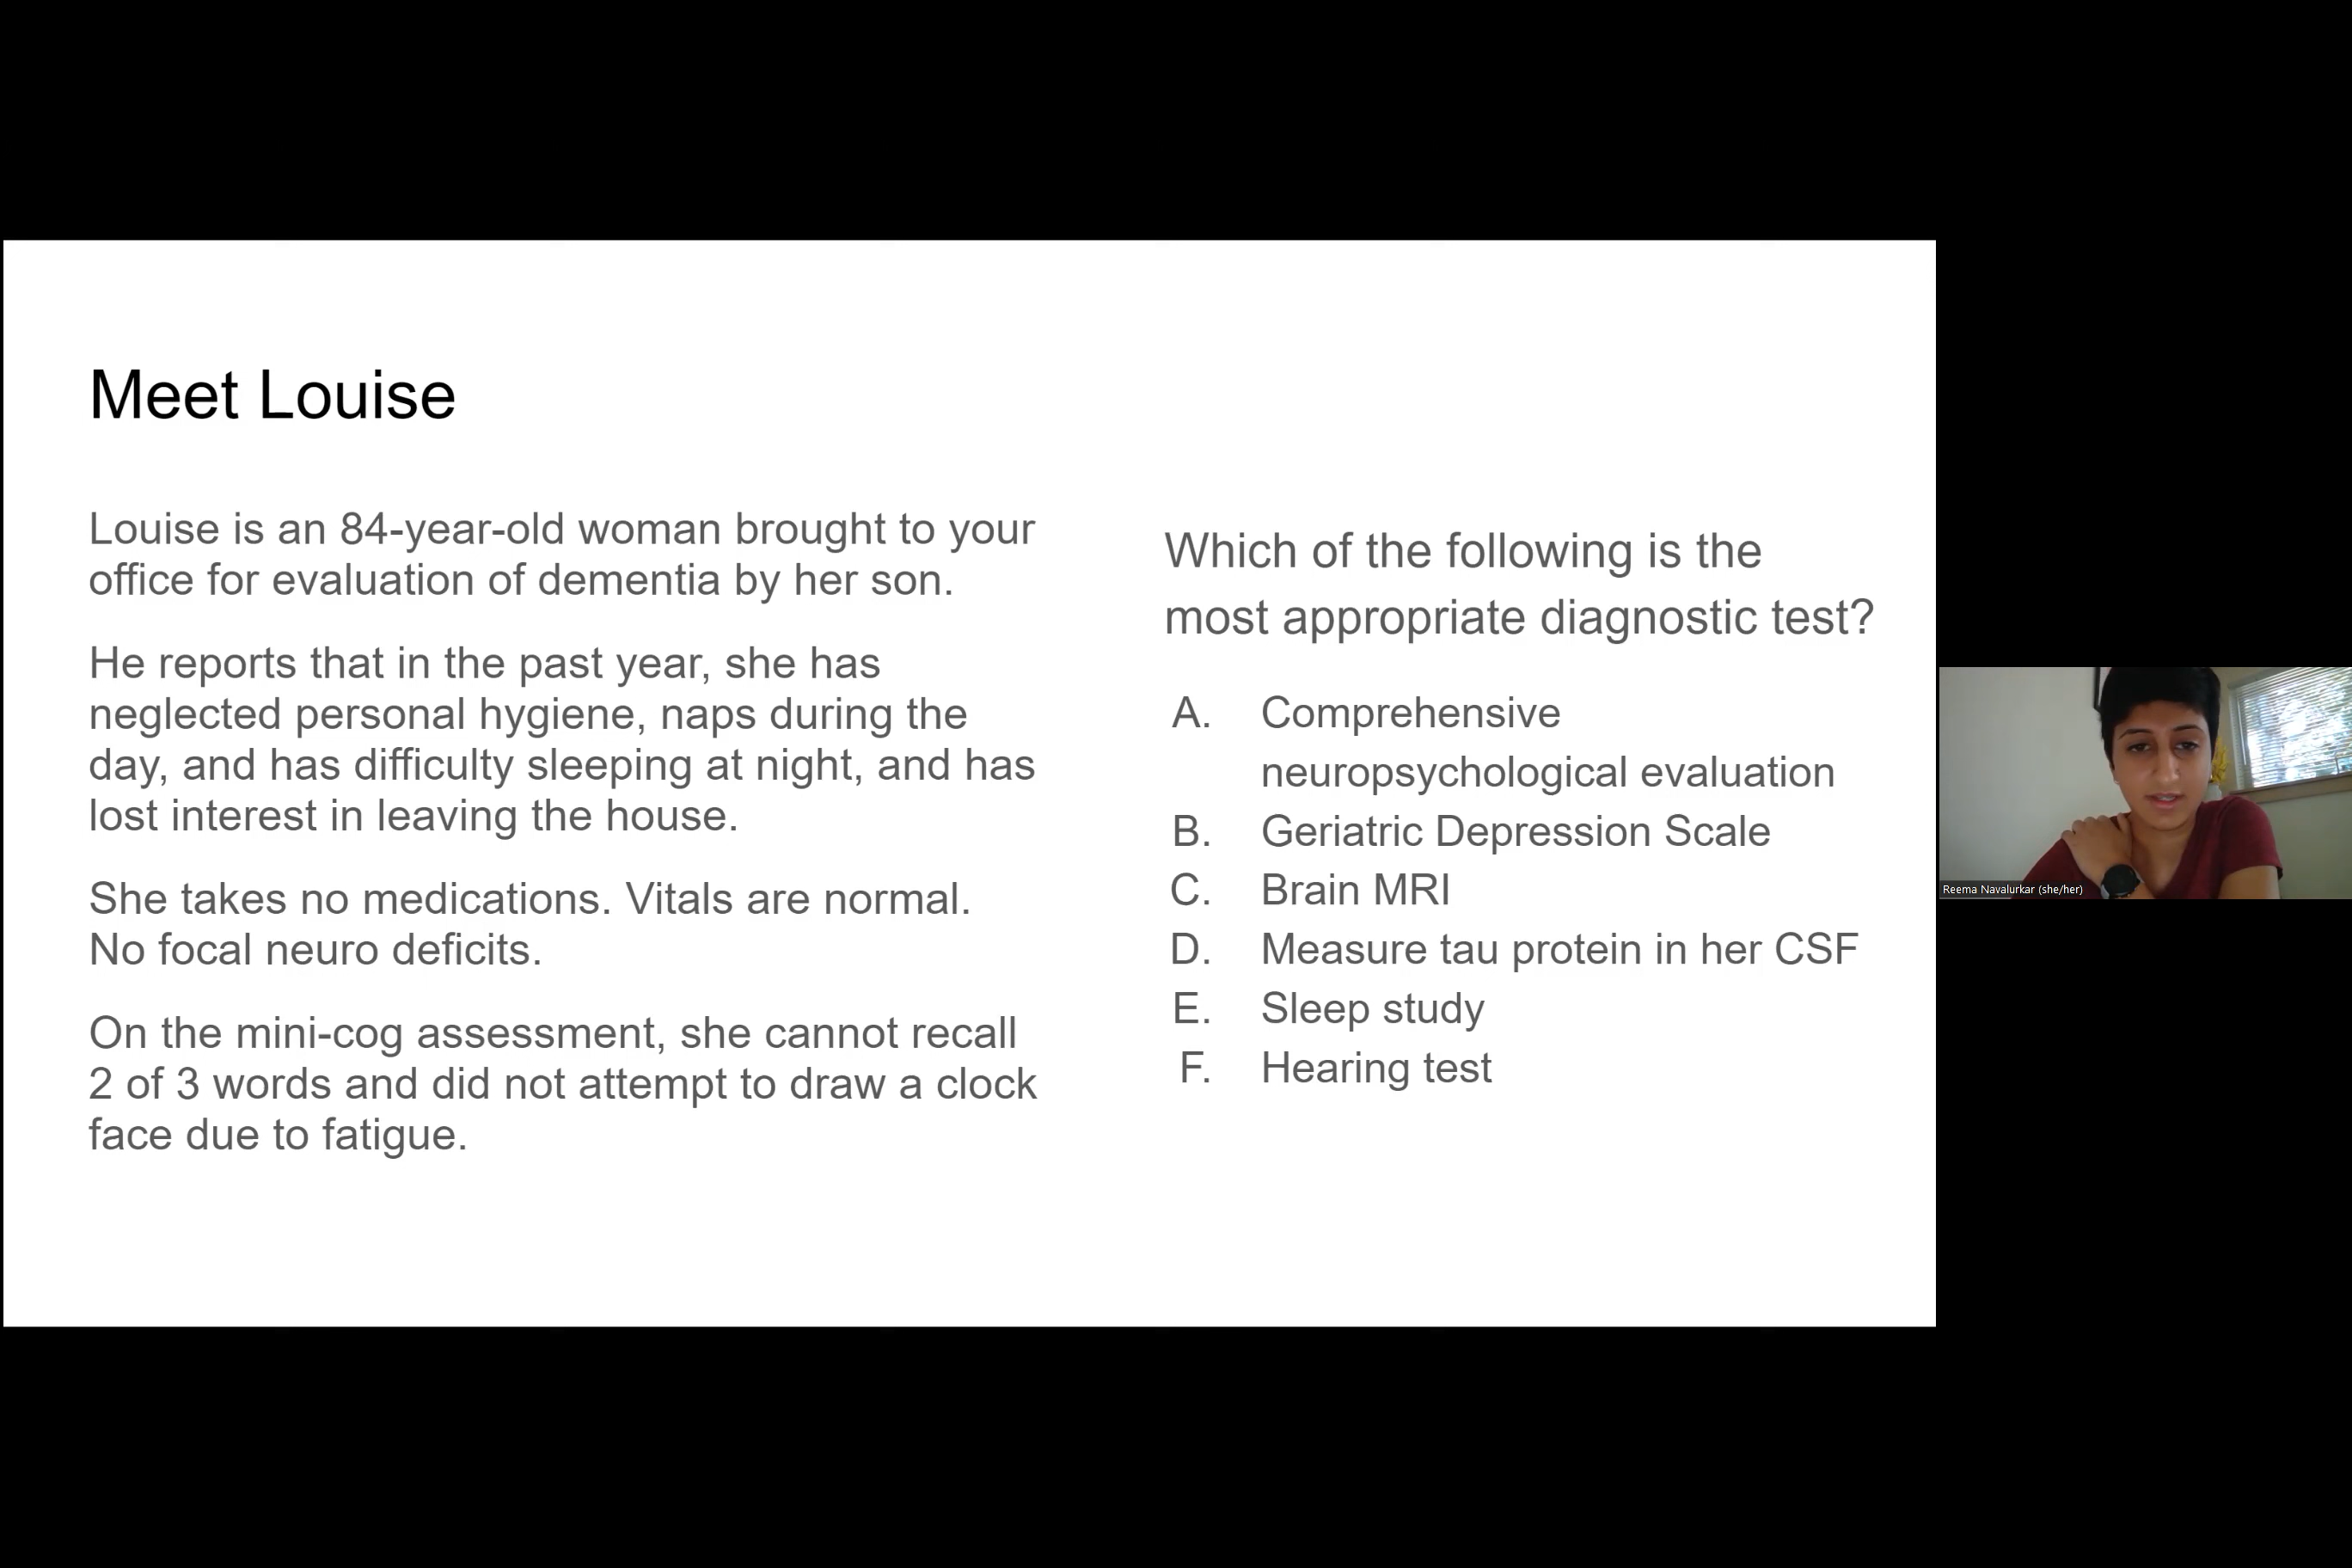 Meet Louise
Louise is an 84-year-old woman brought to your
office for evaluation of dementia by her son.
He reports that in the past year, she has
neglected personal hygiene, naps during the
day, and has difficulty sleeping at night, and has
lost interest in leaving the house.
She takes no medications. Vitals are normal.
No focal neuro deficits.
On the mini-cog assessment, she cannot recall
2 of 3 words and did not attempt to draw a clock
face due to fatigue.
Which of the following is the
most appropriate diagnostic test?
A. Comprehensive
neuropsychological evaluation
B. Geriatric Depression Scale
C. Brain MRI
D. Measure tau protein in her CSF
E. Sleep study
F. Hearing test
Reema Navalurkar (she/her)